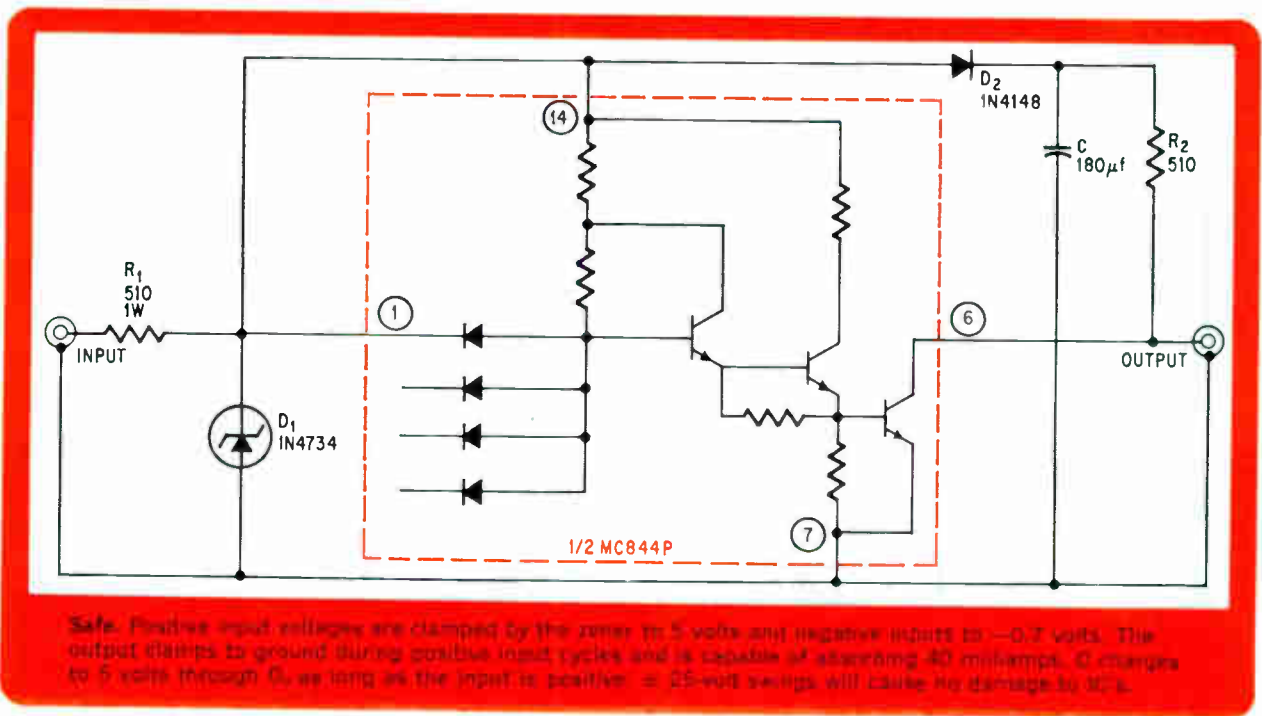 14
D2
1N4148
C
180µf
R2
510
R1
510
1W
1
6
INPUT
OUTPUT
D1
1N4734
7
1/2 MC844P
Safe. Positive input voltages are clamped by the zener to 5 volts and negative inputs to —0.7 volts. The
output clamps to ground during positive input cycles and is capable of absorbing 40 milliamps. C charges
to 5 volts through D, as long as the input is positive. ± 25-volt swings will cause no damage to IC's.